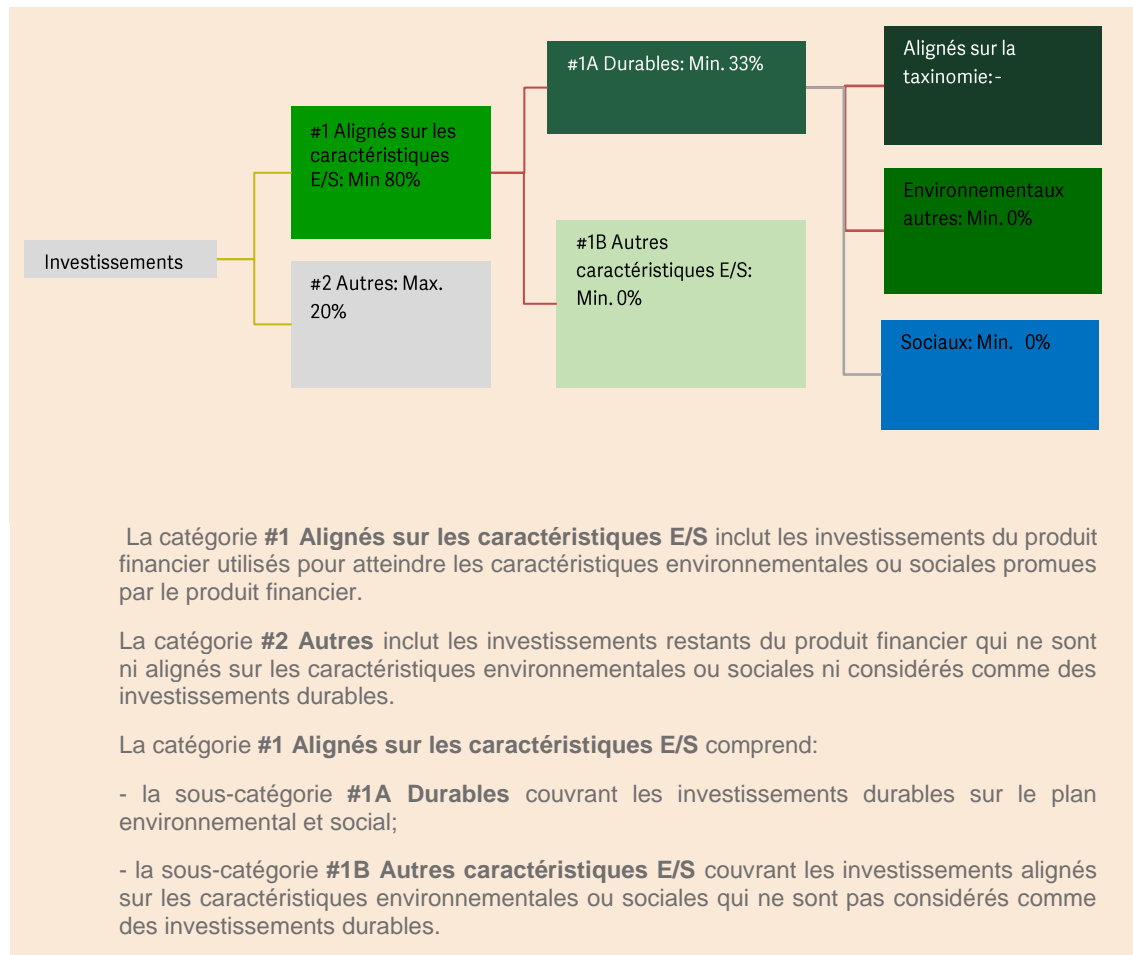 Investissements
#1 Alignés sur les
caractéristiques
E/S: Min 80%
#2 Autres: Max.
20%
#1A Durables: Min. 33%
#1B Autres
caractéristiques E/S:
Min. 0%
Alignés sur la
taxinomie:-
Environnementaux
autres: Min. 0%
Sociaux: Min. 0%
La catégorie #1 Alignés sur les caractéristiques E/S inclut les investissements du produit
financier utilisés pour atteindre les caractéristiques environnementales ou sociales promues
par le produit financier.
La catégorie #2 Autres inclut les investissements restants du produit financier qui ne sont
ni alignés sur les caractéristiques environnementales ou sociales ni considérés comme des
investissements durables.
La catégorie #1 Alignés sur les caractéristiques E/S comprend:
- la sous-catégorie #1A Durables couvrant les investissements durables sur le plan
environnemental et social;
- la sous-catégorie #1B Autres caractéristiques E/S couvrant les investissements alignés
sur les caractéristiques environnementales ou sociales qui ne sont pas considérés comme
des investissements durables.